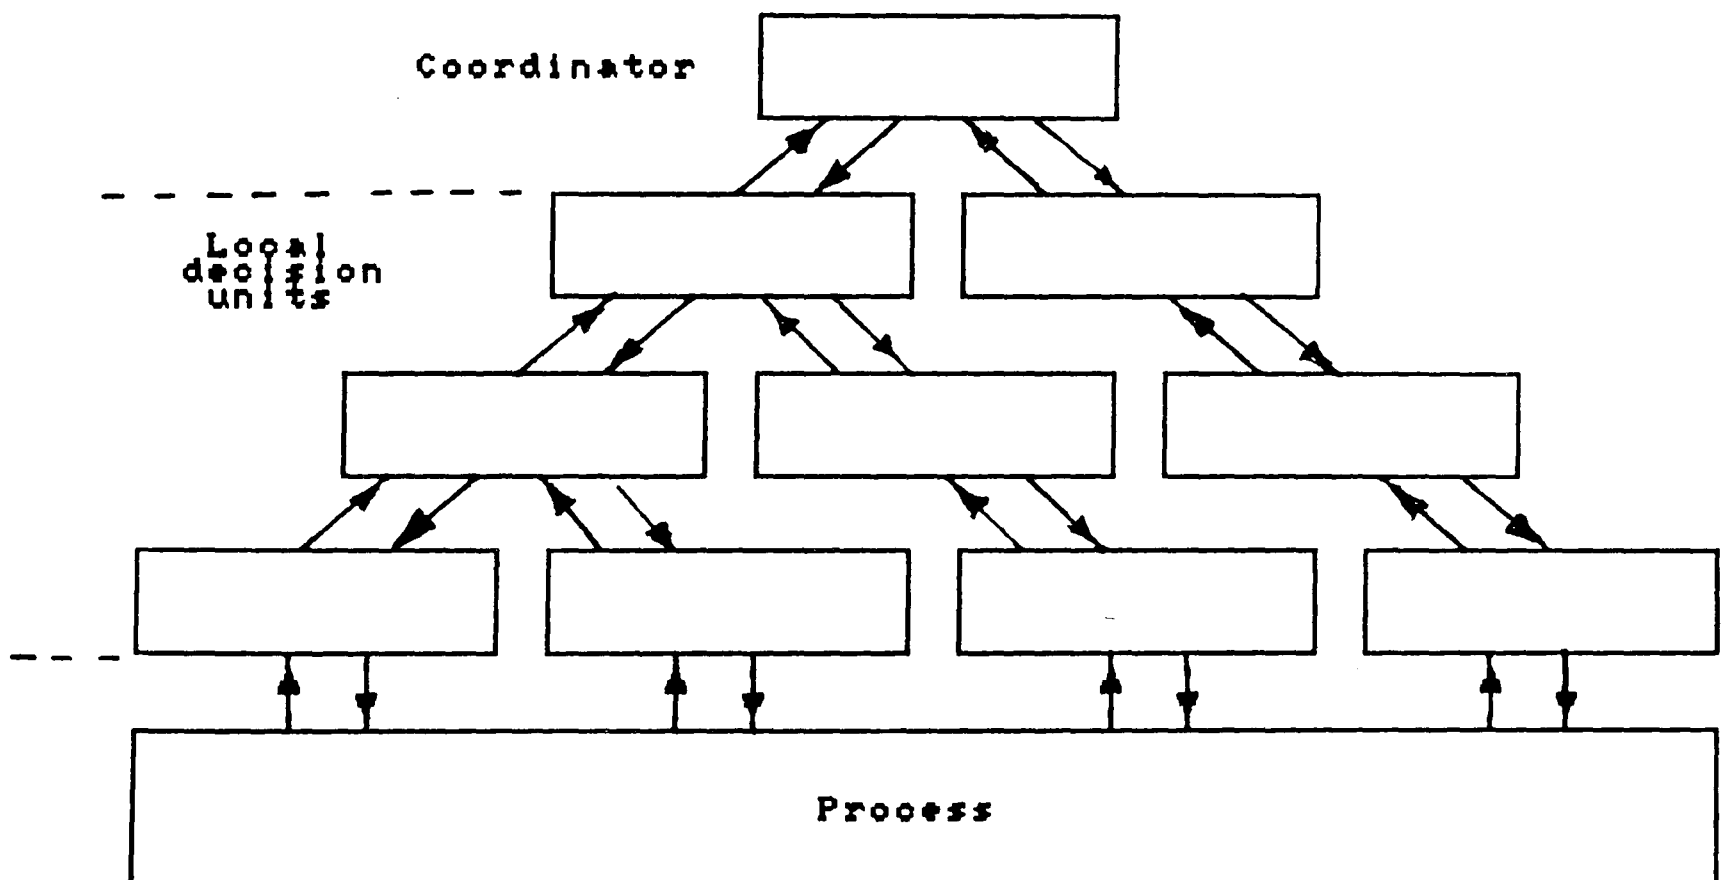 Coordinator
Local
decision
units
Process